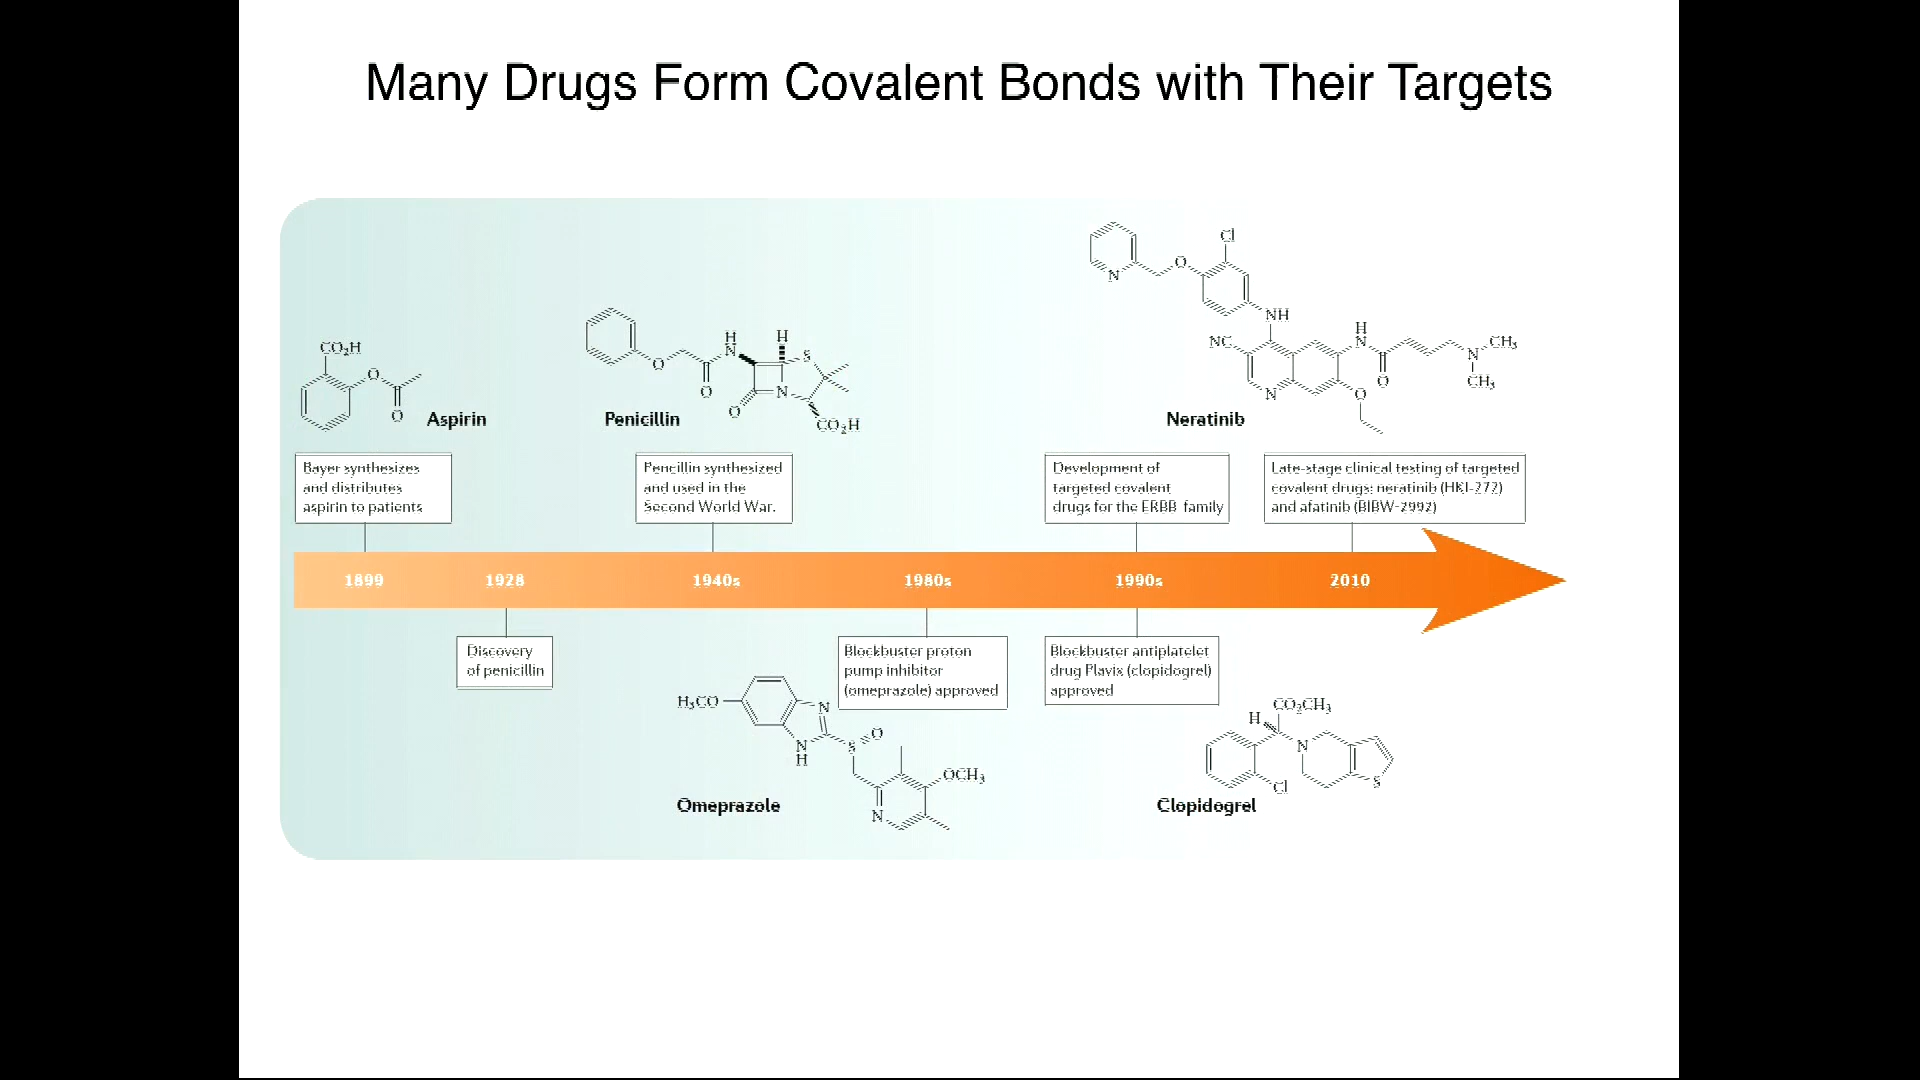 Many Drugs Form Covalent Bonds with Their Targets
Cl
O
N
NH
NC
H
N
CH₃
N
O
CH₃
N
O
Neratinib
CO₂H
O
O
Aspirin
H
N
H
S
O
O
N
O
CO₂H
Penicillin
Bayer synthesizes
and distributes
aspirin to patients
Pencillin synthesized
and used in the
Second World War.
Development of
targeted covalent
drugs for the ERBB family
Late-stage clinical testing of targeted
covalent drugs: neratinib (HKI-272)
and afatinib (BIBW-2992)
1899 1928 1940s 1980s 1990s 2010
Discovery
of penicillin
Blockbuster proton
pump inhibitor
(omeprazole) approved
Blockbuster antiplatelet
drug Plavix (clopidogrel)
approved
H₃CO
N
N
H
S
O
OCH₃
N
Omeprazole
CO₂CH₃
H
N
Cl
S
Clopidogrel